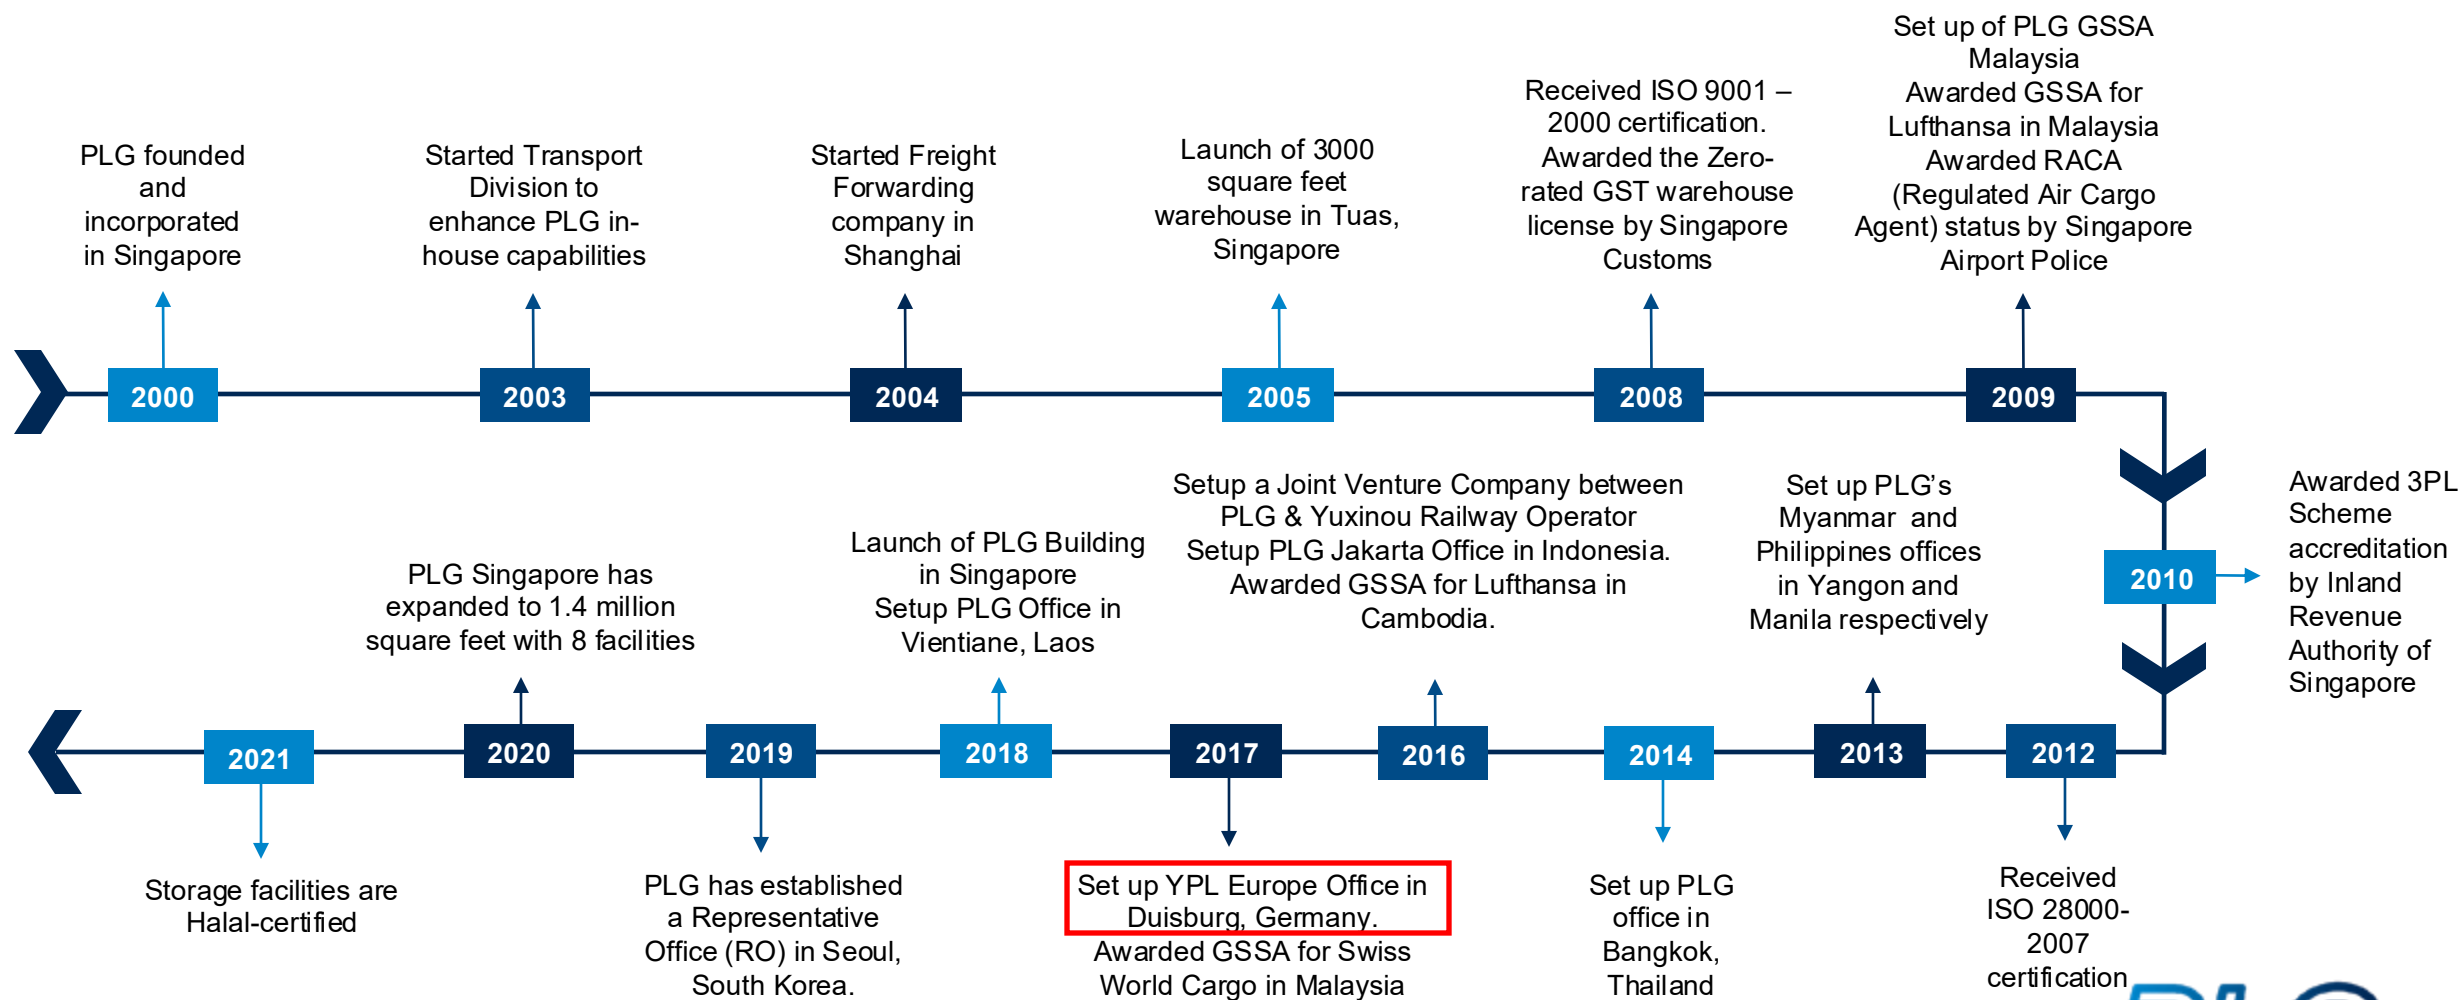 PLG founded
and
incorporated
in Singapore
2000
Started Transport
Division to
enhance PLG in-
house capabilities
2003
Started Freight
Forwarding
company in
Shanghai
2004
Launch of 3000
square feet
warehouse in Tuas,
Singapore
2005
Received ISO 9001 –
2000 certification.
Awarded the Zero-
rated GST warehouse
license by Singapore
Customs
2008
Set up of PLG GSSA
Malaysia
Awarded GSSA for
Lufthansa in Malaysia
Awarded RACA
(Regulated Air Cargo
Agent) status by Singapore
Airport Police
2009
2010
Awarded 3PL
Scheme
accreditation
by Inland
Revenue
Authority of
Singapore
2012
Received
ISO 28000-
2007
certification
Set up PLG’s
Myanmar and
Philippines offices
in Yangon and
Manila respectively
2013
2014
Set up PLG
office in
Bangkok,
Thailand
Setup a Joint Venture Company between
PLG & Yuxinou Railway Operator
Setup PLG Jakarta Office in Indonesia.
Awarded GSSA for Lufthansa in
Cambodia.
2016
2017
Set up YPL Europe Office in
Duisburg, Germany.
Awarded GSSA for Swiss
World Cargo in Malaysia
Launch of PLG Building
in Singapore
Setup PLG Office in
Vientiane, Laos
2018
2019
PLG has established
a Representative
Office (RO) in Seoul,
South Korea.
PLG Singapore has
expanded to 1.4 million
square feet with 8 facilities
2020
2021
Storage facilities are
Halal-certified